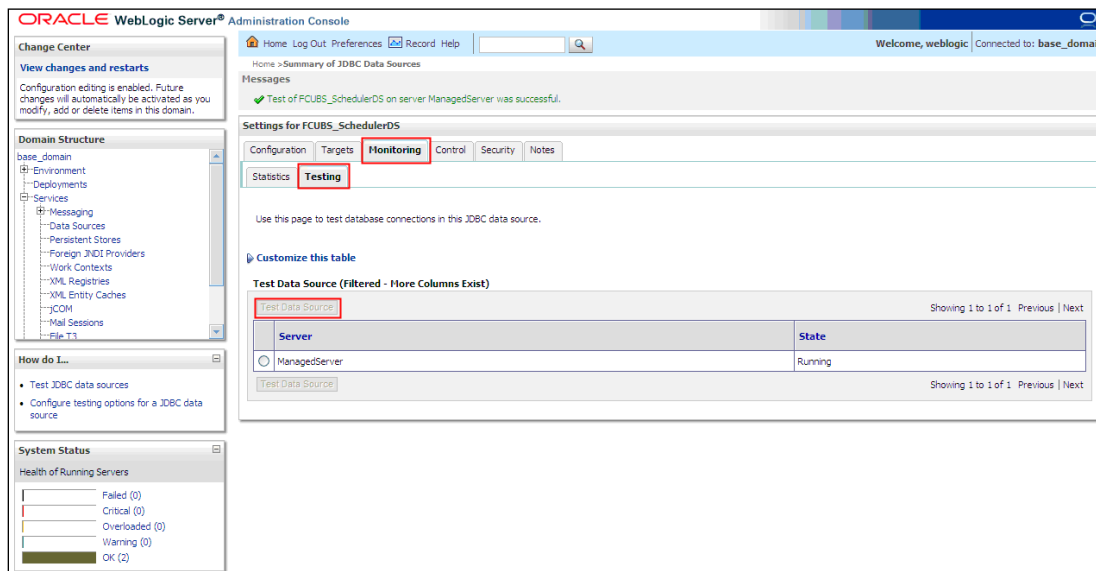 ORACLE WebLogic Server® Administration Console
Change Center
View changes and restarts
Configuration editing is enabled. Future
changes will automatically be activated as you
modify, add or delete items in this domain.
Domain Structure
base_domain
Environment
Deployments
Services
Messaging
Data Sources
Persistent Stores
Foreign JNDI Providers
Work Contexts
XML Registries
XML Entity Caches
jCOM
Mail Sessions
File T3
How do I...
Test JDBC data sources
Configure testing options for a JDBC data
source
System Status
Health of Running Servers
Failed (0)
Critical (0)
Overloaded (0)
Warning (0)
OK (2)
Home Log Out Preferences Record Help
Welcome, weblogic Connected to: base_domai
Home >Summary of JDBC Data Sources
Messages
Test of FCUBS_SchedulerDS on server ManagedServer was successful.
Settings for FCUBS_SchedulerDS
Configuration Targets Monitoring Control Security Notes
Statistics Testing
Use this page to test database connections in this JDBC data source.
Customize this table
Test Data Source (Filtered - More Columns Exist)
Test Data Source Showing 1 to 1 of 1 Previous | Next
Server State
ManagedServer Running
Test Data Source Showing 1 to 1 of 1 Previous | Next